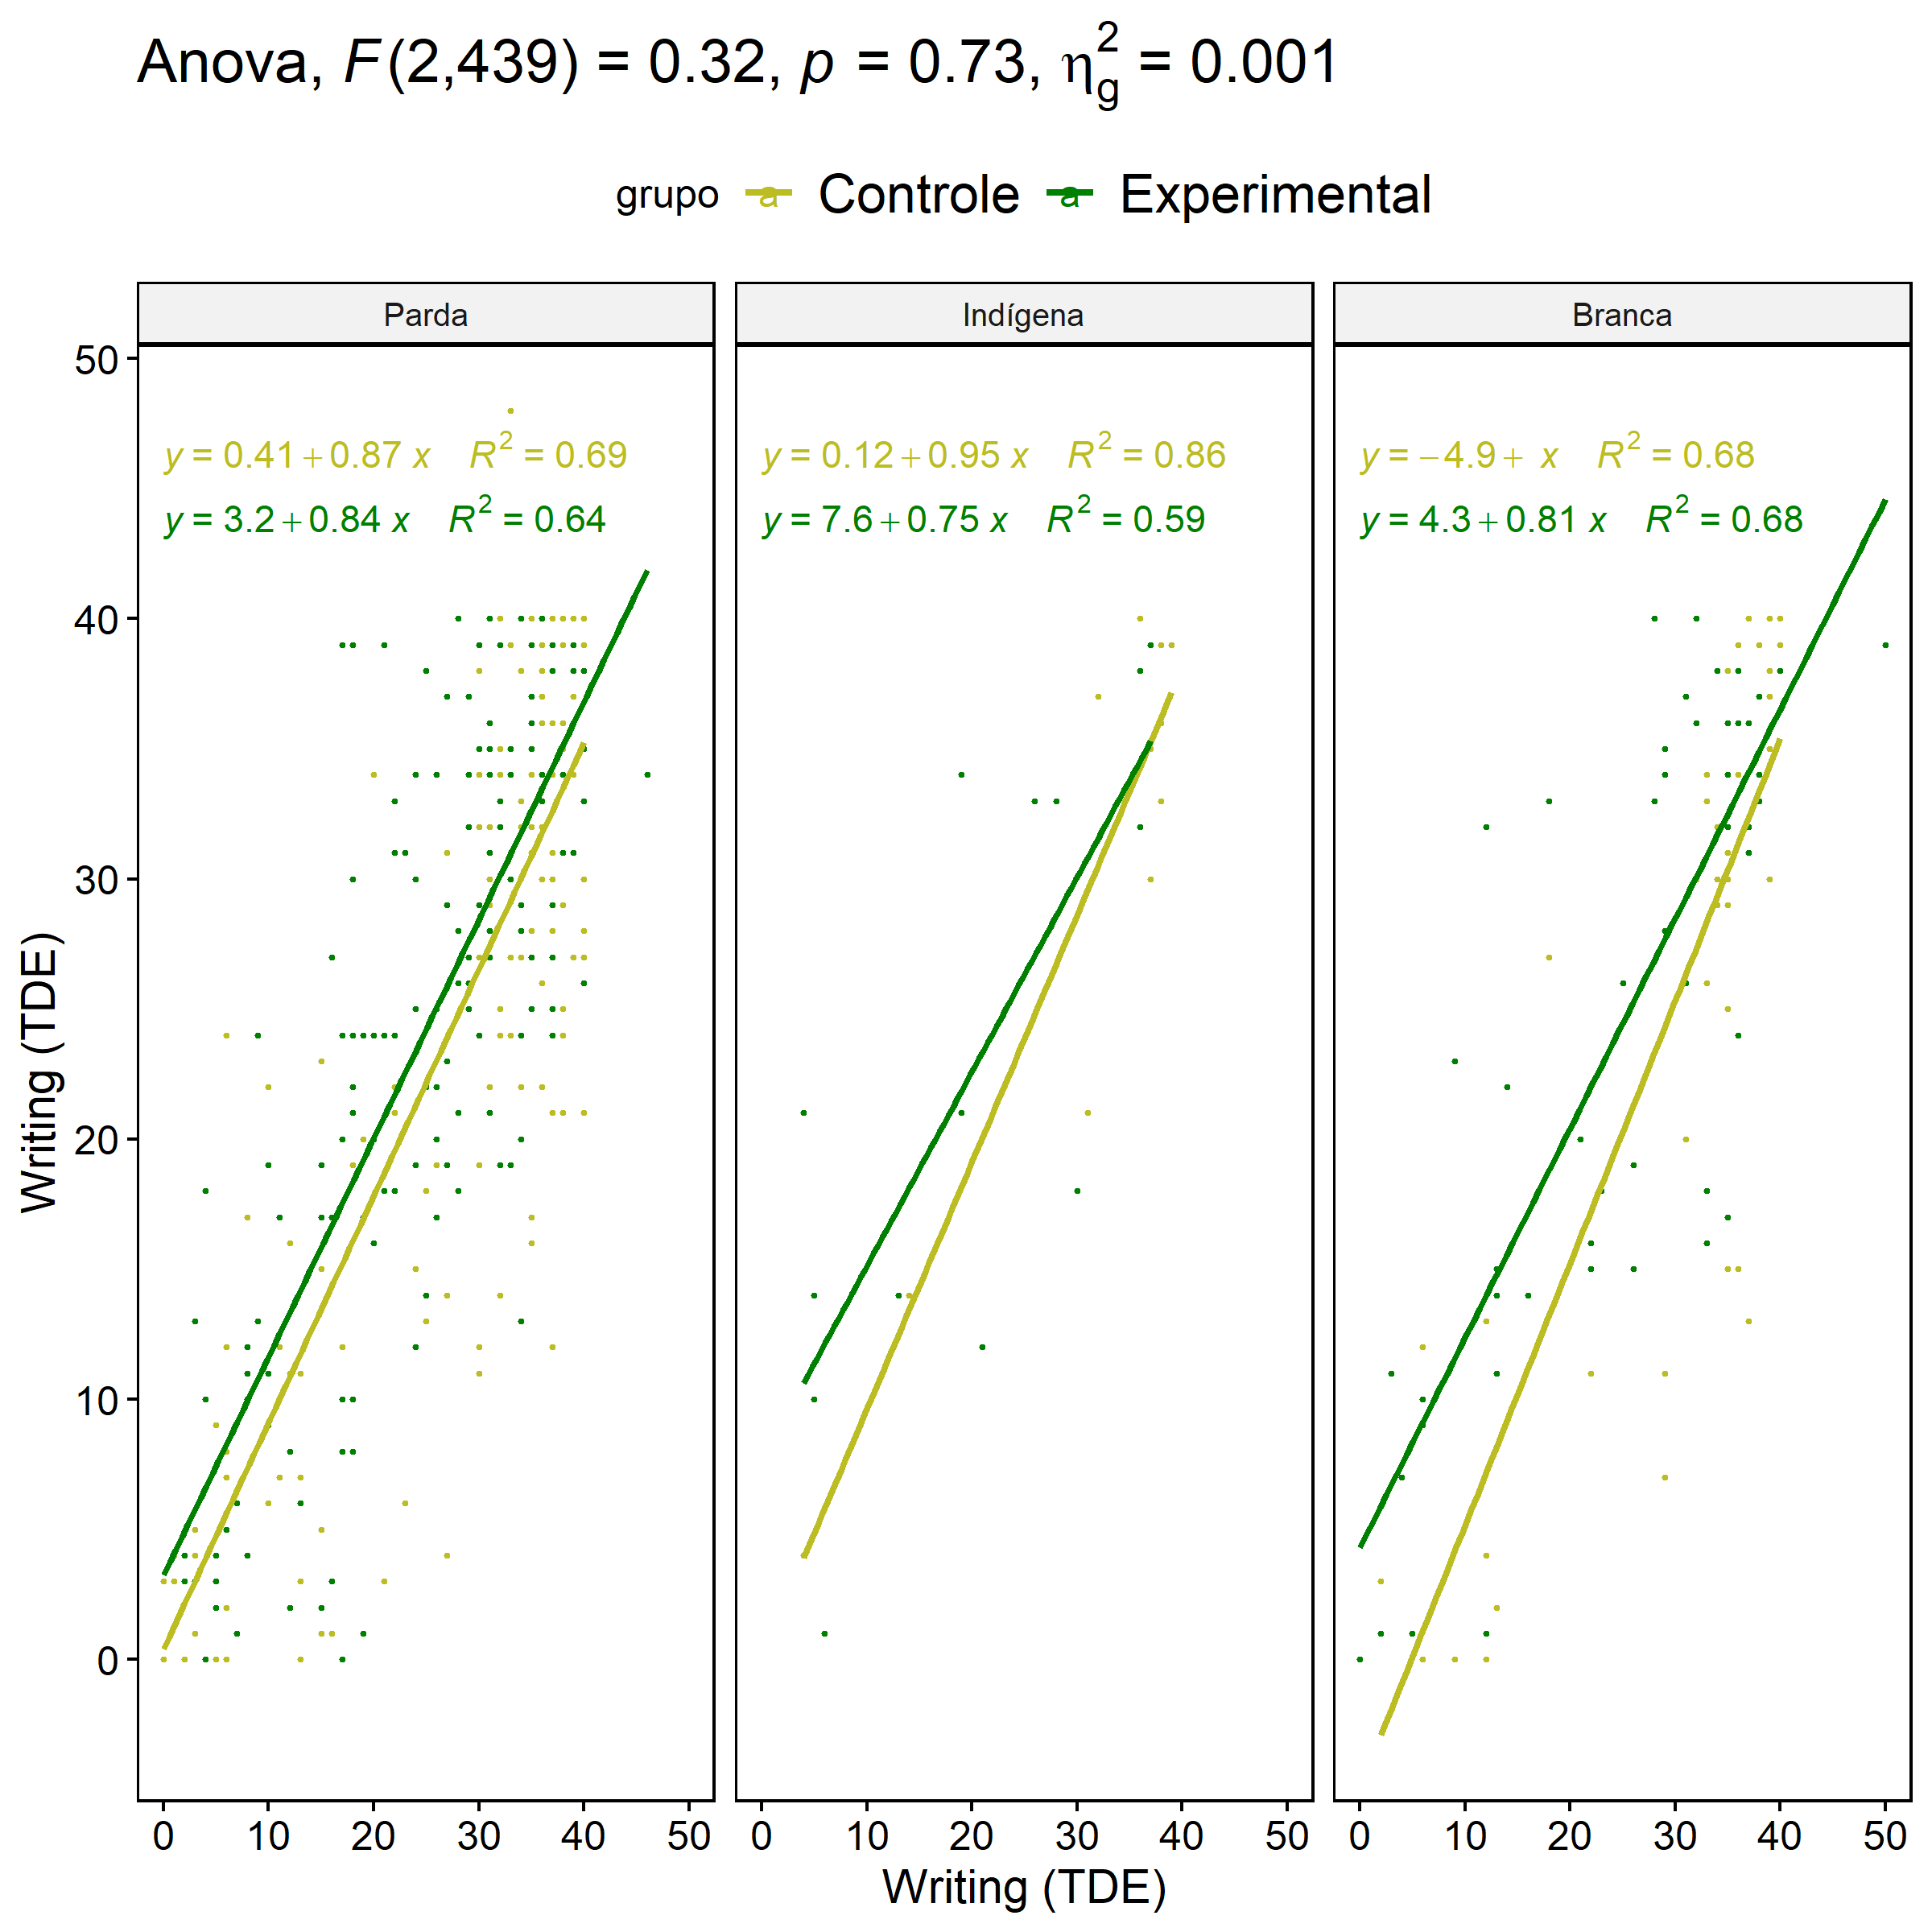 Anova, F(2,439) = 0.32, p = 0.73, η²g = 0.001
grupo a Controle a Experimental
Parda Indígena Branca
y = 0.41 + 0.87 x R² = 0.69 y = 0.12 + 0.95 x R² = 0.86 y = −4.9 + x R² = 0.68
y = 3.2 + 0.84 x R² = 0.64 y = 7.6 + 0.75 x R² = 0.59 y = 4.3 + 0.81 x R² = 0.68
50
40
30
20
10
0
Writing (TDE)
0 10 20 30 40 50 0 10 20 30 40 50 0 10 20 30 40 50
Writing (TDE)